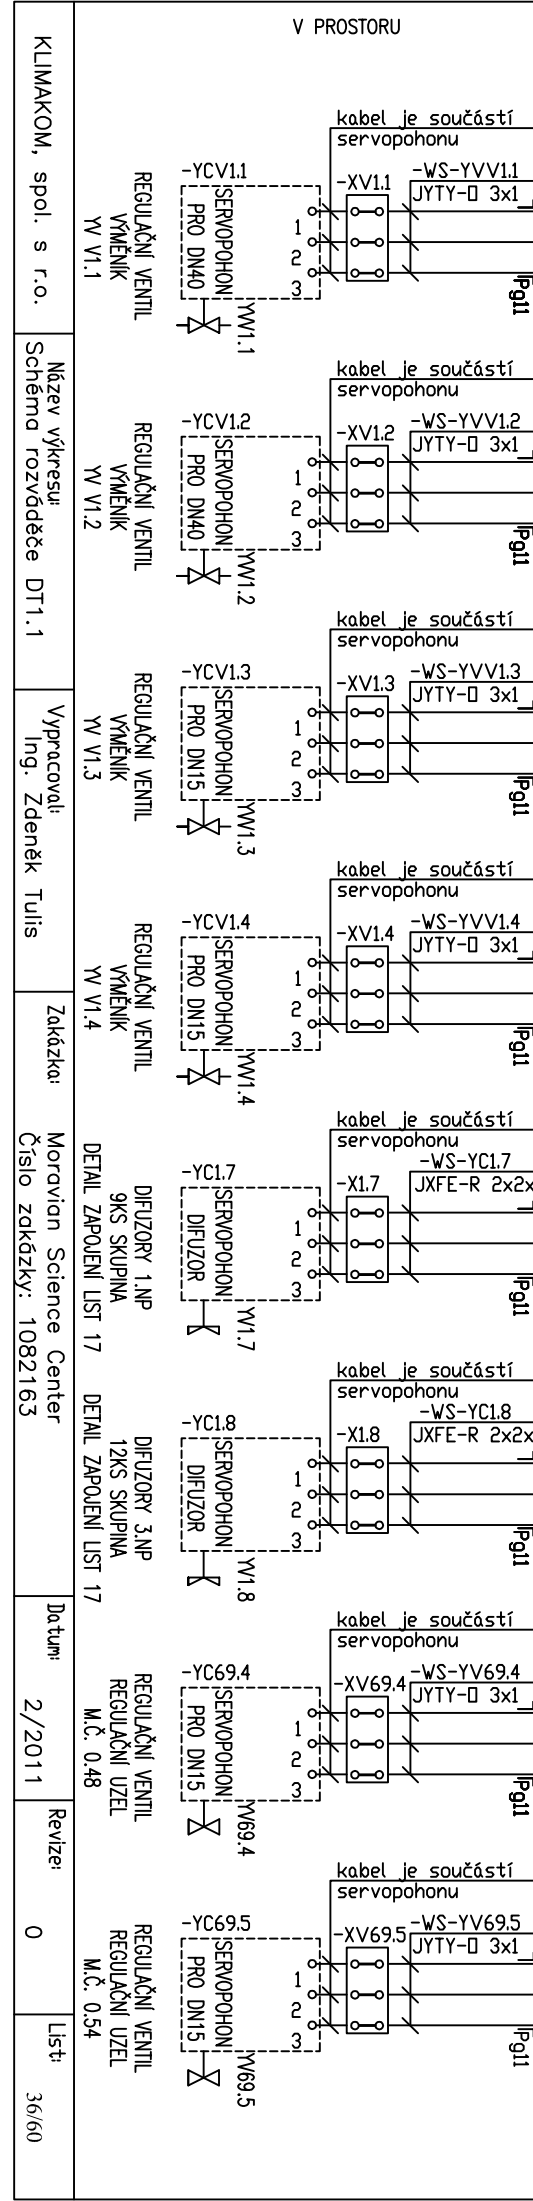 V PROSTORU
kabel je součástí
servopohonu
-YCV1.1
-XV1.1
-WS-YVV1.1
JYTY-O 3x1
SERVOPOHON
PRO DN40
1
2
3
Pg11
YVV1.1
REGULAČNÍ VENTIL
VÝMĚNÍK
YV V1.1
kabel je součástí
servopohonu
-YCV1.2
-XV1.2
-WS-YVV1.2
JYTY-O 3x1
SERVOPOHON
PRO DN40
1
2
3
Pg11
YVV1.2
REGULAČNÍ VENTIL
VÝMĚNÍK
YV V1.2
kabel je součástí
servopohonu
-YCV1.3
-XV1.3
-WS-YVV1.3
JYTY-O 3x1
SERVOPOHON
PRO DN15
1
2
3
Pg11
YVV1.3
REGULAČNÍ VENTIL
VÝMĚNÍK
YV V1.3
kabel je součástí
servopohonu
-YCV1.4
-XV1.4
-WS-YVV1.4
JYTY-O 3x1
SERVOPOHON
PRO DN15
1
2
3
Pg11
YVV1.4
REGULAČNÍ VENTIL
VÝMĚNÍK
YV V1.4
kabel je součástí
servopohonu
-YC1.7
-X1.7
-WS-YC1.7
JXFE-R 2x2x
SERVOPOHON
DIFUZOR
1
2
3
Pg11
YV1.7
DIFUZORY 1.NP
9KS SKUPINA
DETAIL ZAPOJENÍ LIST 17
kabel je součástí
servopohonu
-YC1.8
-X1.8
-WS-YC1.8
JXFE-R 2x2x
SERVOPOHON
DIFUZOR
1
2
3
Pg11
YV1.8
DIFUZORY 3.NP
12KS SKUPINA
DETAIL ZAPOJENÍ LIST 17
kabel je součástí
servopohonu
-YC69.4
-XV69.4
-WS-YV69.4
JYTY-O 3x1
SERVOPOHON
PRO DN15
1
2
3
Pg11
YV69.4
REGULAČNÍ VENTIL
REGULAČNÍ UZEL
M.Č. 0.48
kabel je součástí
servopohonu
-YC69.5
-XV69.5
-WS-YV69.5
JYTY-O 3x1
SERVOPOHON
PRO DN15
1
2
3
Pg11
YV69.5
REGULAČNÍ VENTIL
REGULAČNÍ UZEL
M.Č. 0.54
KLIMAKOM, spol. s r.o.
Název výkresu:
Schéma rozváděče DT1.1
Vypracoval:
Ing. Zdeněk Tulis
Zakázka:
Moravian Science Center
Číslo zakázky: 1082163
Datum:
2/2011
Revize:
0
List:
36/60